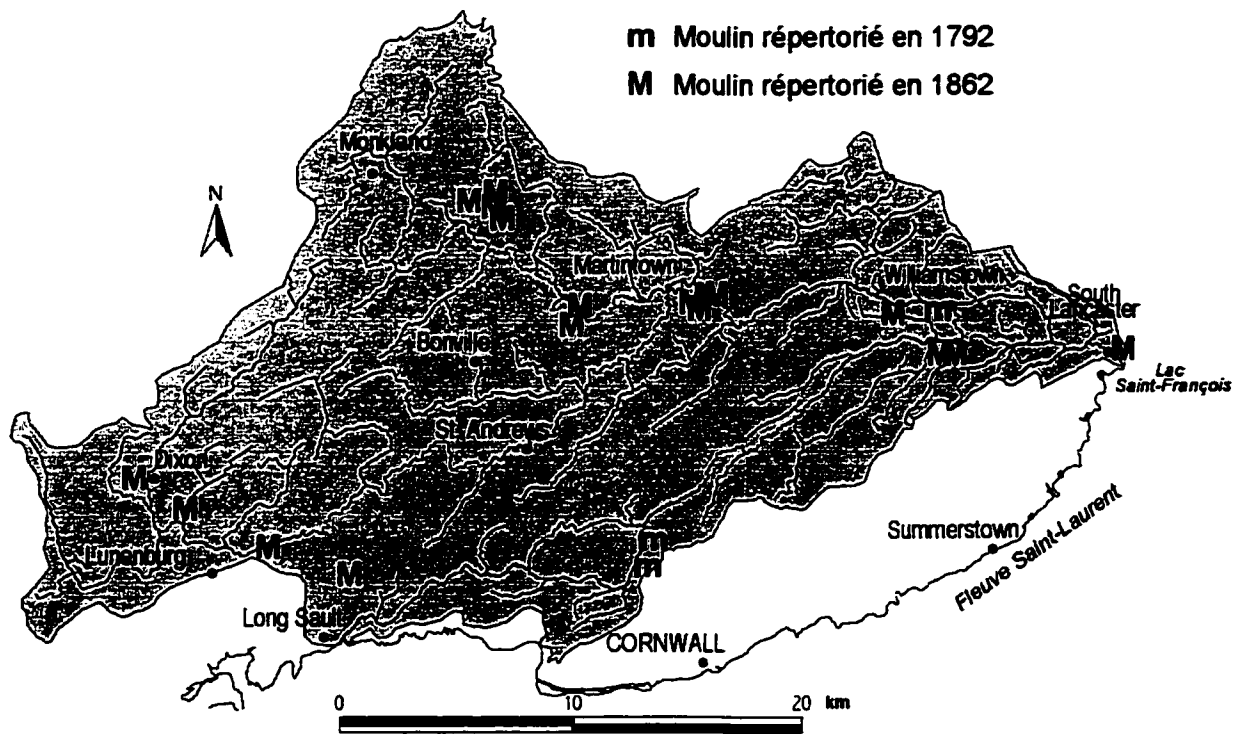 m Moulin répertorié en 1792
M Moulin répertorié en 1862
Monkland
N
M M
M
Martintown
Williamstown
South
Lancaster
M
M
M M
M
M m
M M
M
Bonville
Lac
Saint-François
St. Andrews
Dixon
M
M
Lunenburg
M
M
m
m
Summerstown
Fleuve Saint-Laurent
Long Sault
CORNWALL
0 10 20 km